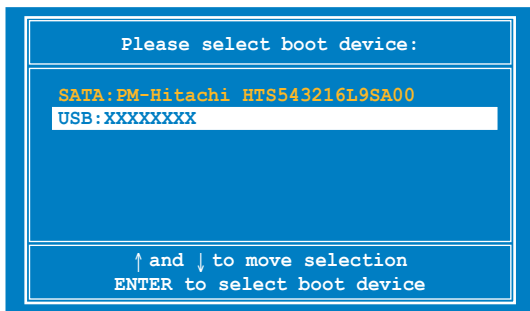 Please select boot device:
SATA:PM-Hitachi HTS543216L9SA00
USB:XXXXXXXX
↑ and ↓ to move selection
ENTER to select boot device